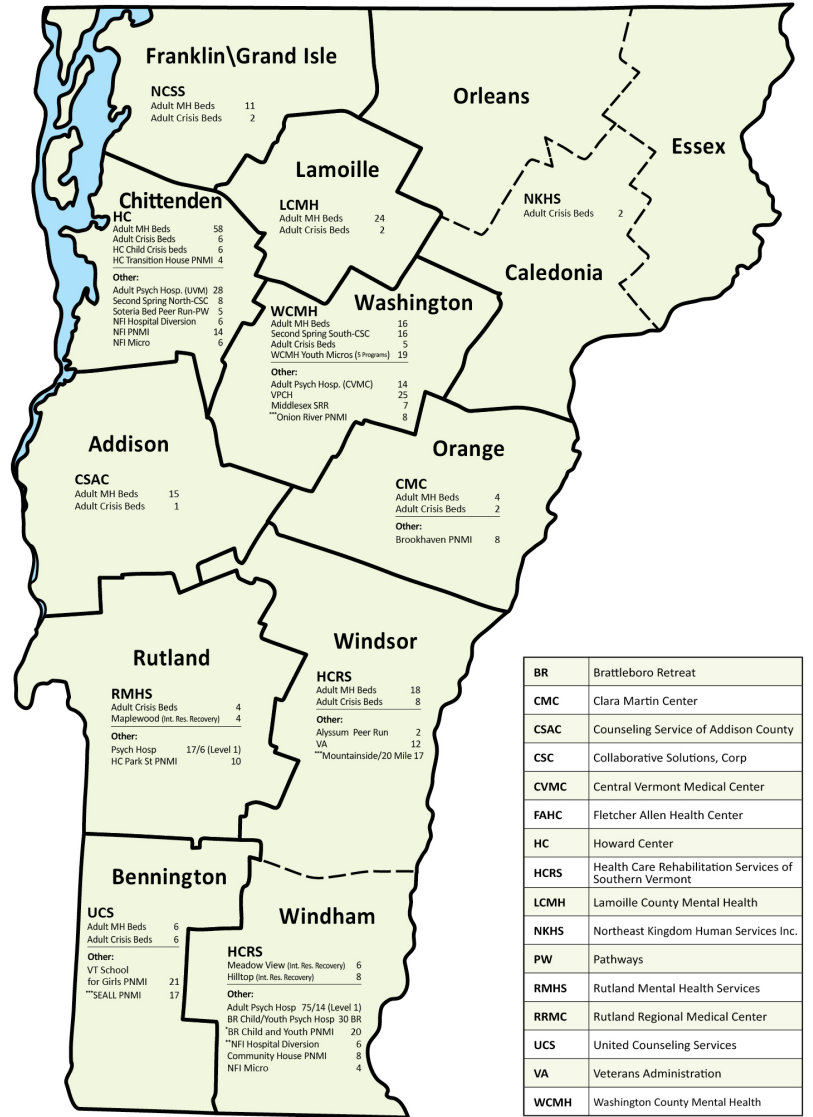 Franklin\Grand Isle
NCSS
Adult MH Beds 11
Adult Crisis Beds 2
Orleans
Essex
Lamoille
LCMH
Adult MH Beds 24
Adult Crisis Beds 2
NKHS
Adult Crisis Beds 2
Caledonia
Chittenden
HC
Adult MH Beds 58
Adult Crisis Beds 6
HC Child Crisis beds 6
HC Transition House PNMI 4
Other:
Adult Psych Hosp. (UVM) 28
Second Spring North-CSC 8
Soteria Bed Peer Run-PW 5
NFI Hospital Diversion 6
NFI PNMI 14
NFI Micro 6
Washington
WCMH
Adult MH Beds 16
Second Spring South-CSC 16
Adult Crisis Beds 5
WCMH Youth Micros (5 Programs) 19
Other:
Adult Psych Hosp. (CVMC) 14
VPCH 25
Middlesex SRR 7
***Onion River PNMI 8
Addison
CSAC
Adult MH Beds 15
Adult Crisis Beds 1
Orange
CMC
Adult MH Beds 4
Adult Crisis Beds 2
Other:
Brookhaven PNMI 8
Rutland
RMHS
Adult Crisis Beds 4
Maplewood (Int. Res. Recovery) 4
Other:
Psych Hosp 17/6 (Level 1)
HC Park St PNMI 10
Windsor
HCRS
Adult MH Beds 18
Adult Crisis Beds 8
Other:
Alyssum Peer Run 2
VA 12
***Mountainside/20 Mile 17
Bennington
UCS
Adult MH Beds 6
Adult Crisis Beds 6
Other:
VT School
for Girls PNMI 21
***SEALL PNMI 17
Windham
HCRS
Meadow View (Int. Res. Recovery) 6
Hilltop (Int. Res. Recovery) 8
Other:
Adult Psych Hosp 75/14 (Level 1)
BR Child/Youth Psych Hosp 30 BR
*BR Child and Youth PNMI 20
**NFI Hospital Diversion 6
Community House PNMI 8
NFI Micro 4
BR Brattleboro Retreat
CMC Clara Martin Center
CSAC Counseling Service of Addison County
CSC Collaborative Solutions, Corp
CVMC Central Vermont Medical Center
FAHC Fletcher Allen Health Center
HC Howard Center
HCRS Health Care Rehabilitation Services of
Southern Vermont
LCMH Lamoille County Mental Health
NKHS Northeast Kingdom Human Services Inc.
PW Pathways
RMHS Rutland Mental Health Services
RRMC Rutland Regional Medical Center
UCS United Counseling Services
VA Veterans Administration
WCMH Washington County Mental Health